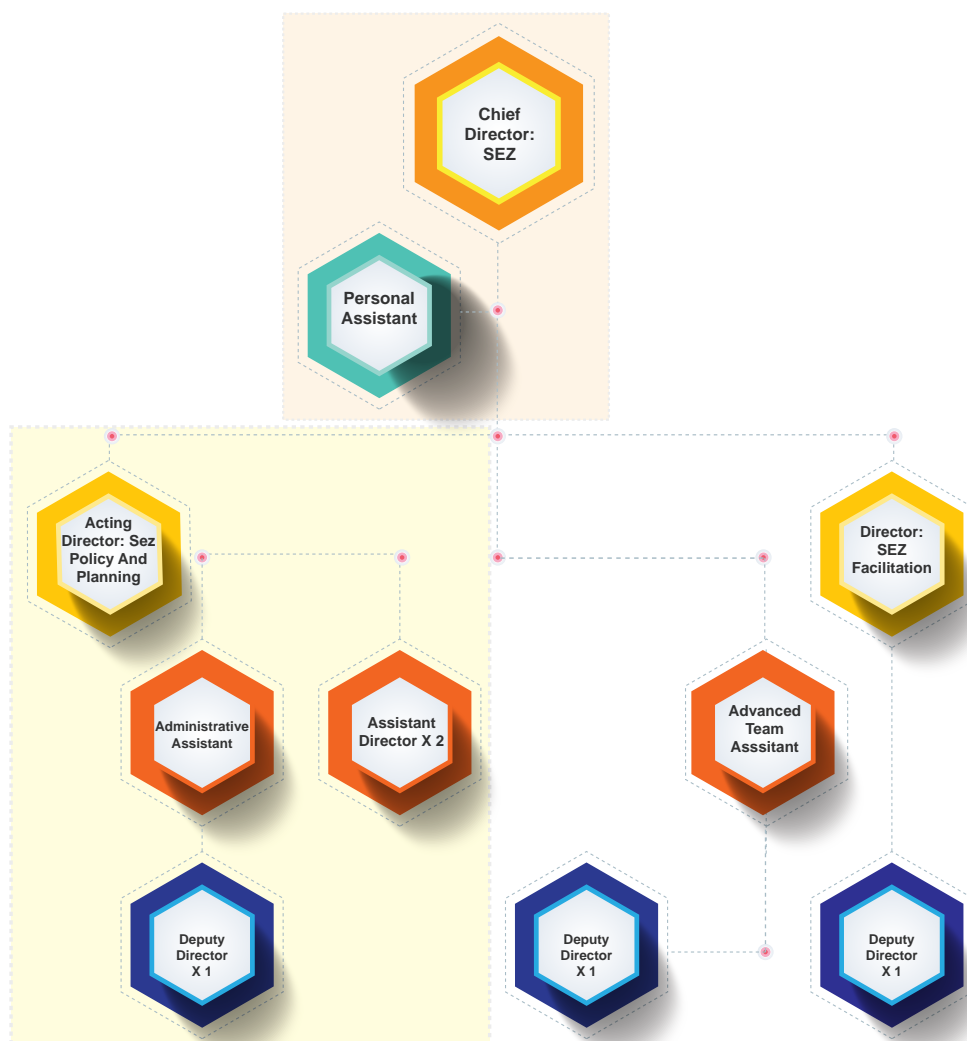 Chief
Director:
SEZ
Personal
Assistant
Acting
Director: Sez
Policy And
Planning
Director:
SEZ
Facilitation
Administrative
Assistant
Assistant
Director X 2
Advanced
Team
Asssitant
Deputy
Director
X 1
Deputy
Director
X 1
Deputy
Director
X 1